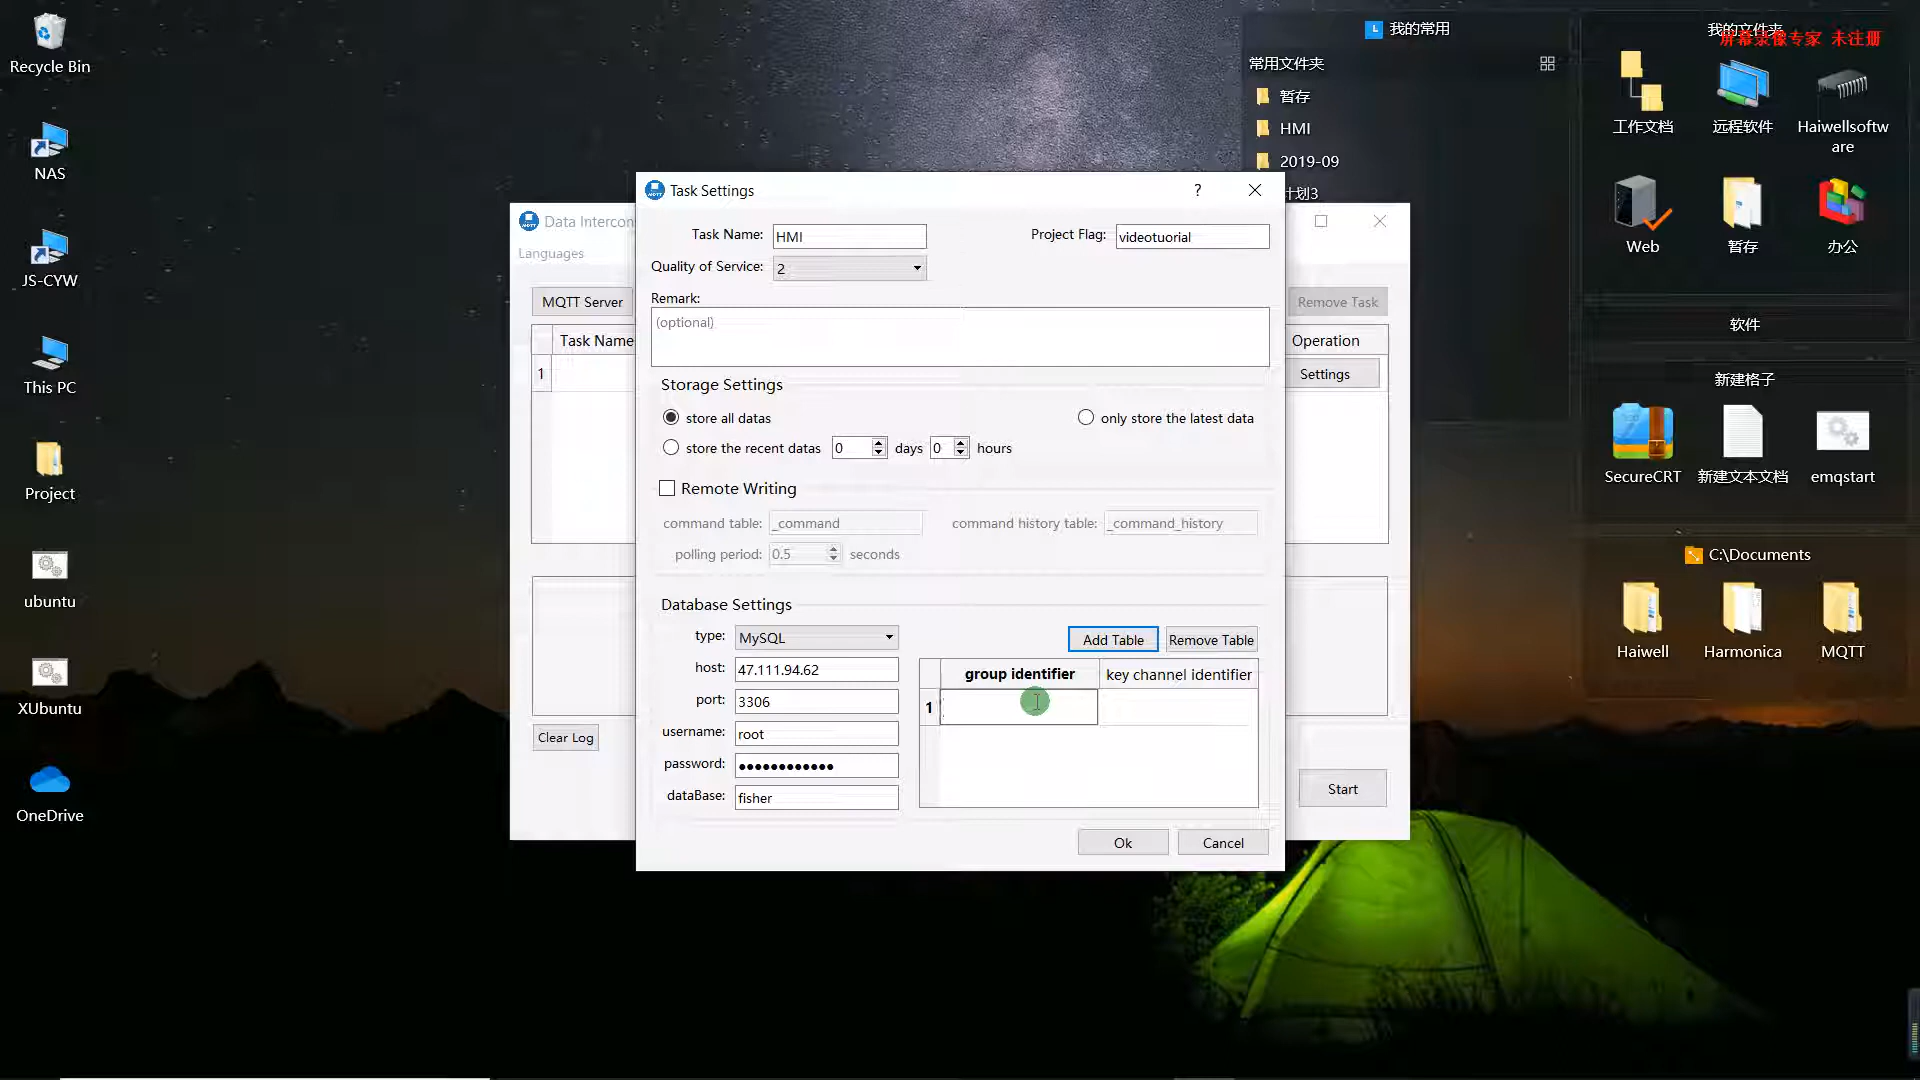 Recycle Bin
NAS
JS-CYW
This PC
Project
ubuntu
XUbuntu
OneDrive
我的常用
常用文件夹
暂存
HMI
2019-09
计划3
我的文件夹
屏幕录像专家 未注册
工作文档
远程软件
Haiwellsoftw
are
Web
暂存
办公
软件
新建格子
SecureCRT
新建文本文档
emqstart
C:\Documents
Haiwell
Harmonica
MQTT
Data Intercon
Languages
MQTT Server
Remove Task
Task Name
Operation
1
Settings
Clear Log
Start
Task Settings
?
Task Name: HMI
Project Flag: videotuorial
Quality of Service: 2
Remark:
(optional)
Storage Settings
store all datas
only store the latest data
store the recent datas 0 days 0 hours
Remote Writing
command table: _command
command history table: _command_history
polling period: 0.5 seconds
Database Settings
type: MySQL
host: 47.111.94.62
port: 3306
username: root
password: ●●●●●●●●●●●●
dataBase: fisher
Add Table
Remove Table
group identifier
key channel identifier
1
Ok
Cancel